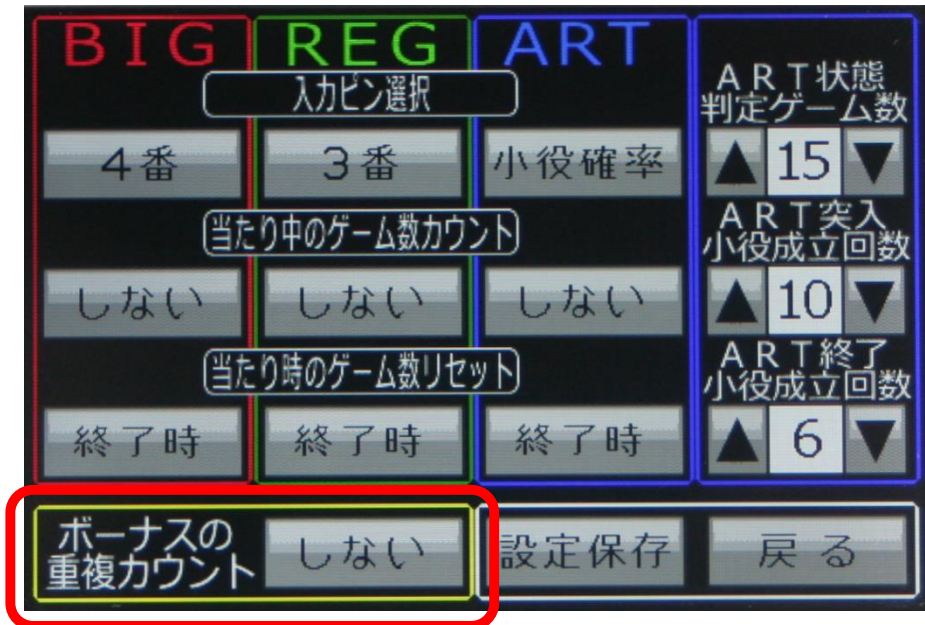 BIG REG ART
入力ピン選択
4番 3番 小役確率
当たり中のゲーム数カウント
しない しない しない
当たり時のゲーム数リセット
終了時 終了時 終了時
ART状態
判定ゲーム数
▲ 15 ▼
ART突入
小役成立回数
▲ 10 ▼
ART終了
小役成立回数
▲ 6 ▼
ボーナスの
重複カウント
しない
設定保存
戻る